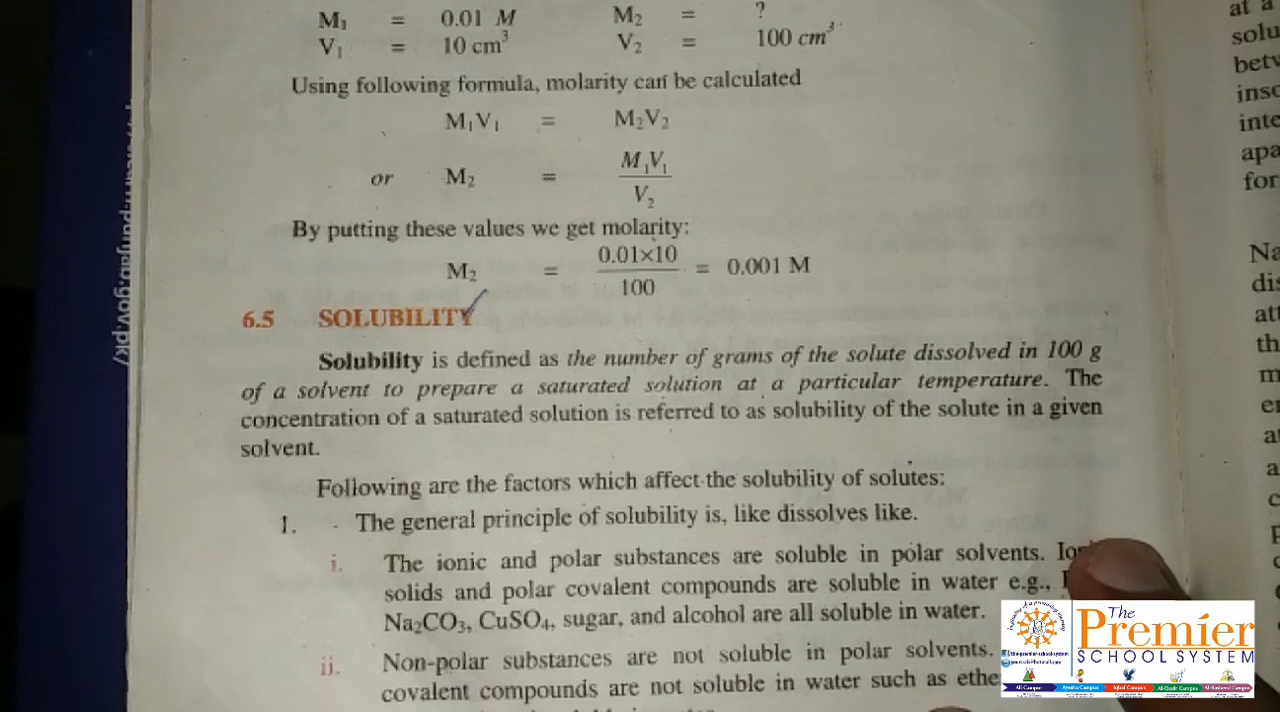 M₁ = 0.01 M M₂ = ?
V₁ = 10 cm³ V₂ = 100 cm³
Using following formula, molarity can be calculated
M₁V₁ = M₂V₂
or M₂ = M₁V₁ / V₂
By putting these values we get molarity:
M₂ = 0.01×10 / 100 = 0.001 M
6.5 SOLUBILITY
Solubility is defined as the number of grams of the solute dissolved in 100 g
of a solvent to prepare a saturated solution at a particular temperature. The
concentration of a saturated solution is referred to as solubility of the solute in a given
solvent.
Following are the factors which affect the solubility of solutes:
1. The general principle of solubility is, like dissolves like.
i. The ionic and polar substances are soluble in polar solvents.
solids and polar covalent compounds are soluble in water e.g.,
Na₂CO₃, CuSO₄, sugar, and alcohol are all soluble in water.
ii. Non-polar substances are not soluble in polar solvents.
covalent compounds are not soluble in water such as
The
Premier
SCHOOL SYSTEM